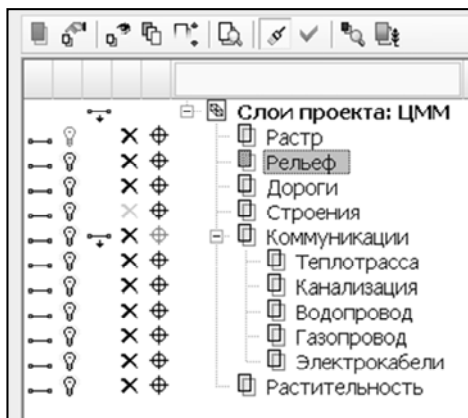 Слои проекта: ЦММ
Растр
Рельеф
Дороги
Строения
Коммуникации
Теплотрасса
Канализация
Водопровод
Газопровод
Электрокабели
Растительность